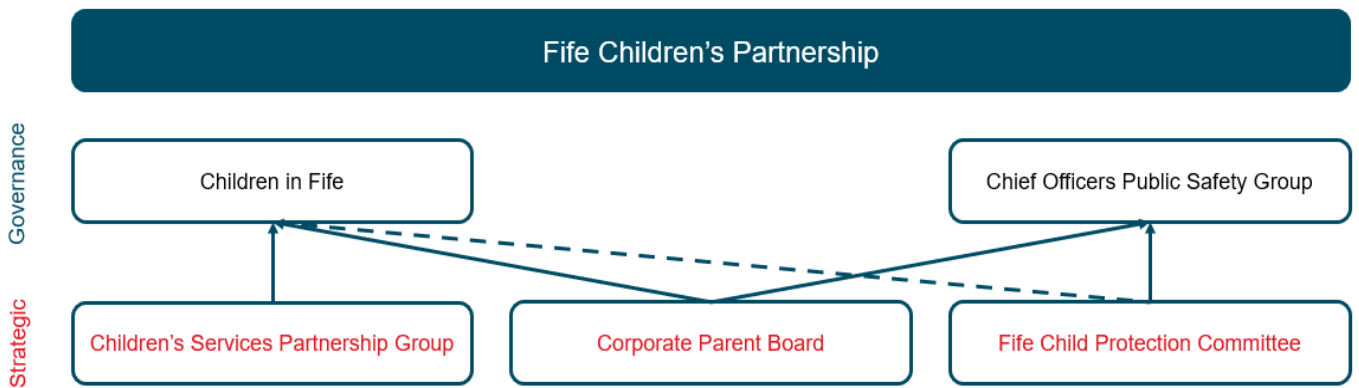 Fife Children's Partnership
Governance
Children in Fife
Chief Officers Public Safety Group
Strategic
Children's Services Partnership Group
Corporate Parent Board
Fife Child Protection Committee